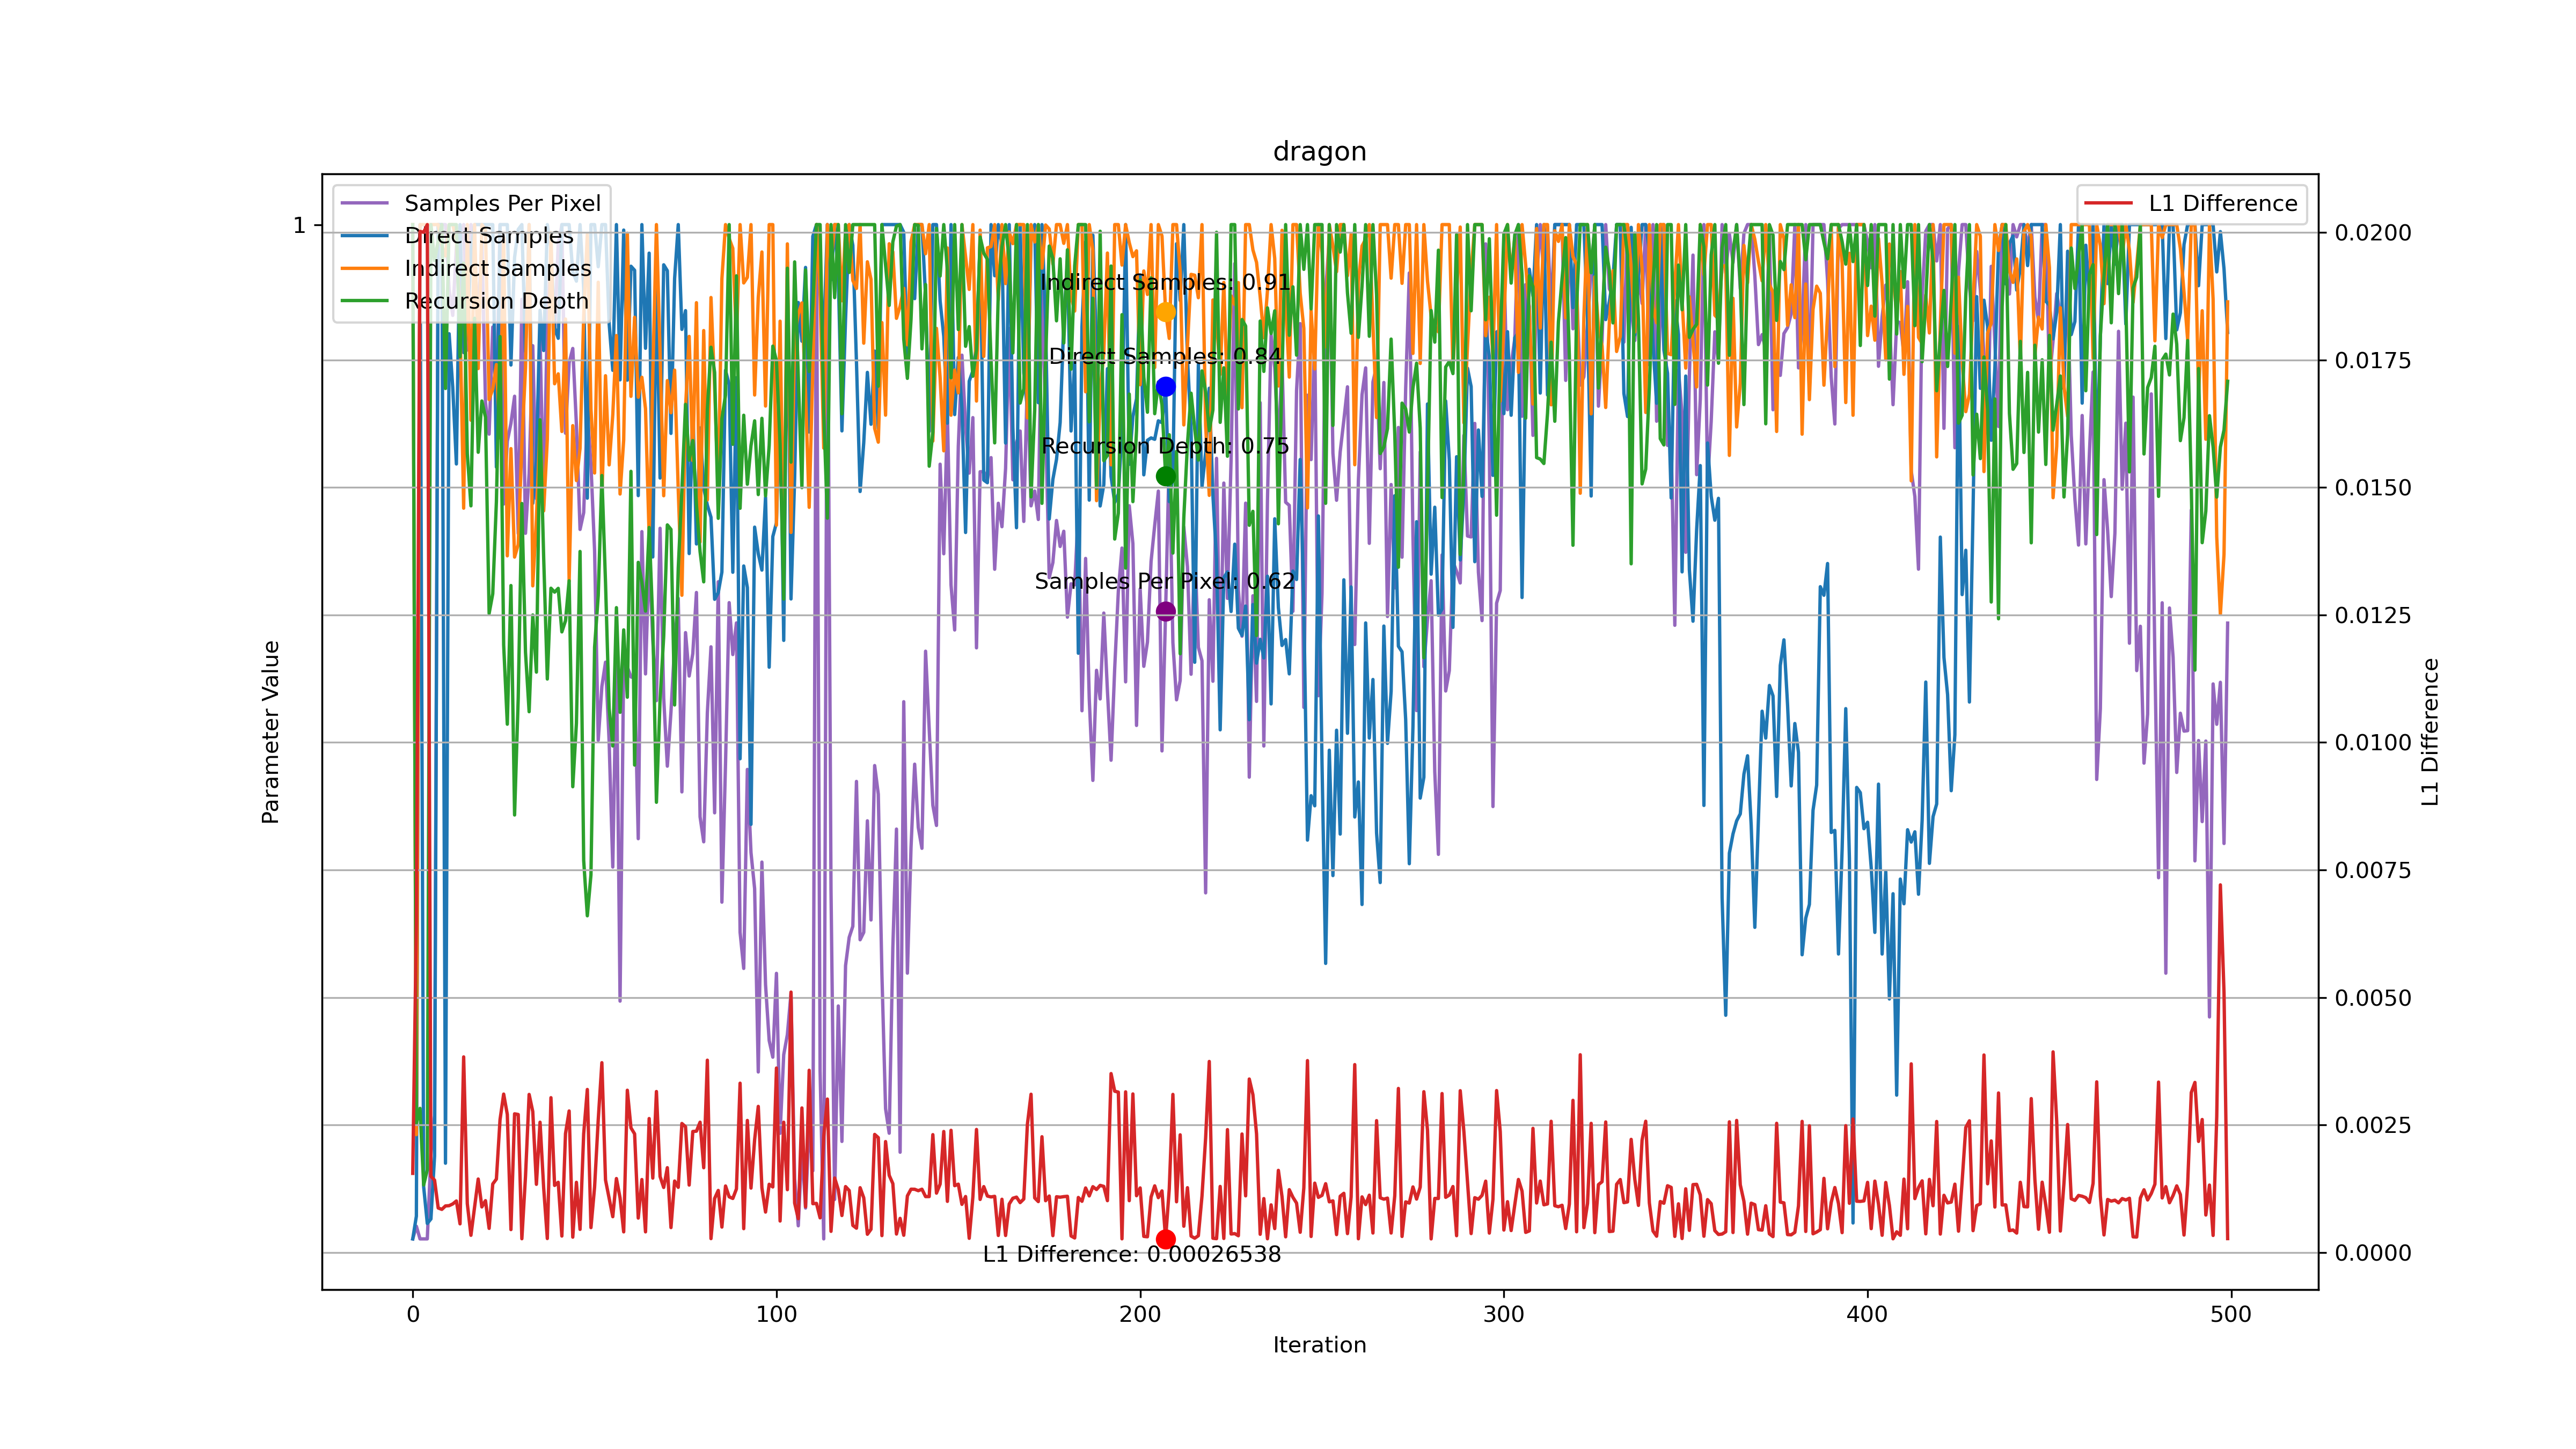 dragon
Samples Per Pixel
Direct Samples
Indirect Samples
Recursion Depth
L1 Difference
1
0.0200
0.0175
0.0150
0.0125
0.0100
0.0075
0.0050
0.0025
0.0000
Indirect Samples: 0.91
Direct Samples: 0.84
Recursion Depth: 0.75
Samples Per Pixel: 0.62
L1 Difference: 0.00026538
Parameter Value
L1 Difference
0 100 200 300 400 500
Iteration